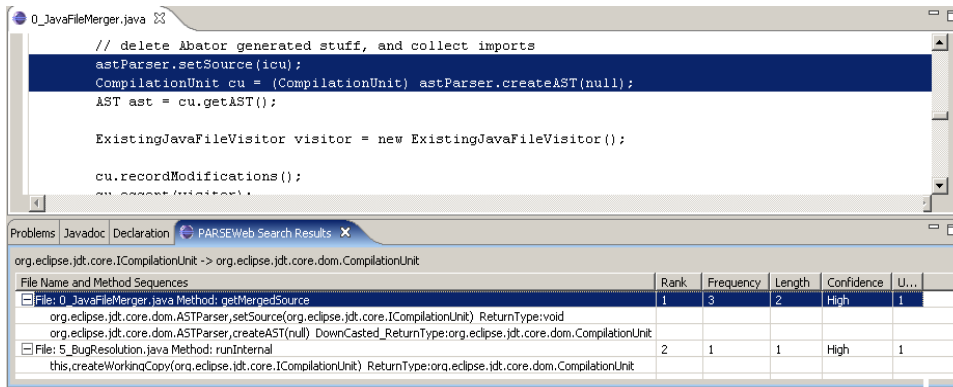 0_JavaFileMerger.java
// delete Abator generated stuff, and collect imports
astParser.setSource(icu);
CompilationUnit cu = (CompilationUnit) astParser.createAST(null);
AST ast = cu.getAST();
ExistingJavaFileVisitor visitor = new ExistingJavaFileVisitor();
cu.recordModifications();
cu.accept(visitor);
Problems Javadoc Declaration PARSEWeb Search Results
org.eclipse.jdt.core.ICompilationUnit -> org.eclipse.jdt.core.dom.CompilationUnit
File Name and Method Sequences Rank Frequency Length Confidence U...
File: 0_JavaFileMerger.java Method: getMergedSource 1 3 2 High 1
org.eclipse.jdt.core.dom.ASTParser,setSource(org.eclipse.jdt.core.ICompilationUnit) ReturnType:void
org.eclipse.jdt.core.dom.ASTParser,createAST(null) DownCasted_ReturnType:org.eclipse.jdt.core.dom.CompilationUnit
File: 5_BugResolution.java Method: runInternal 2 1 1 High 1
this,createWorkingCopy(org.eclipse.jdt.core.ICompilationUnit) ReturnType:org.eclipse.jdt.core.dom.CompilationUnit